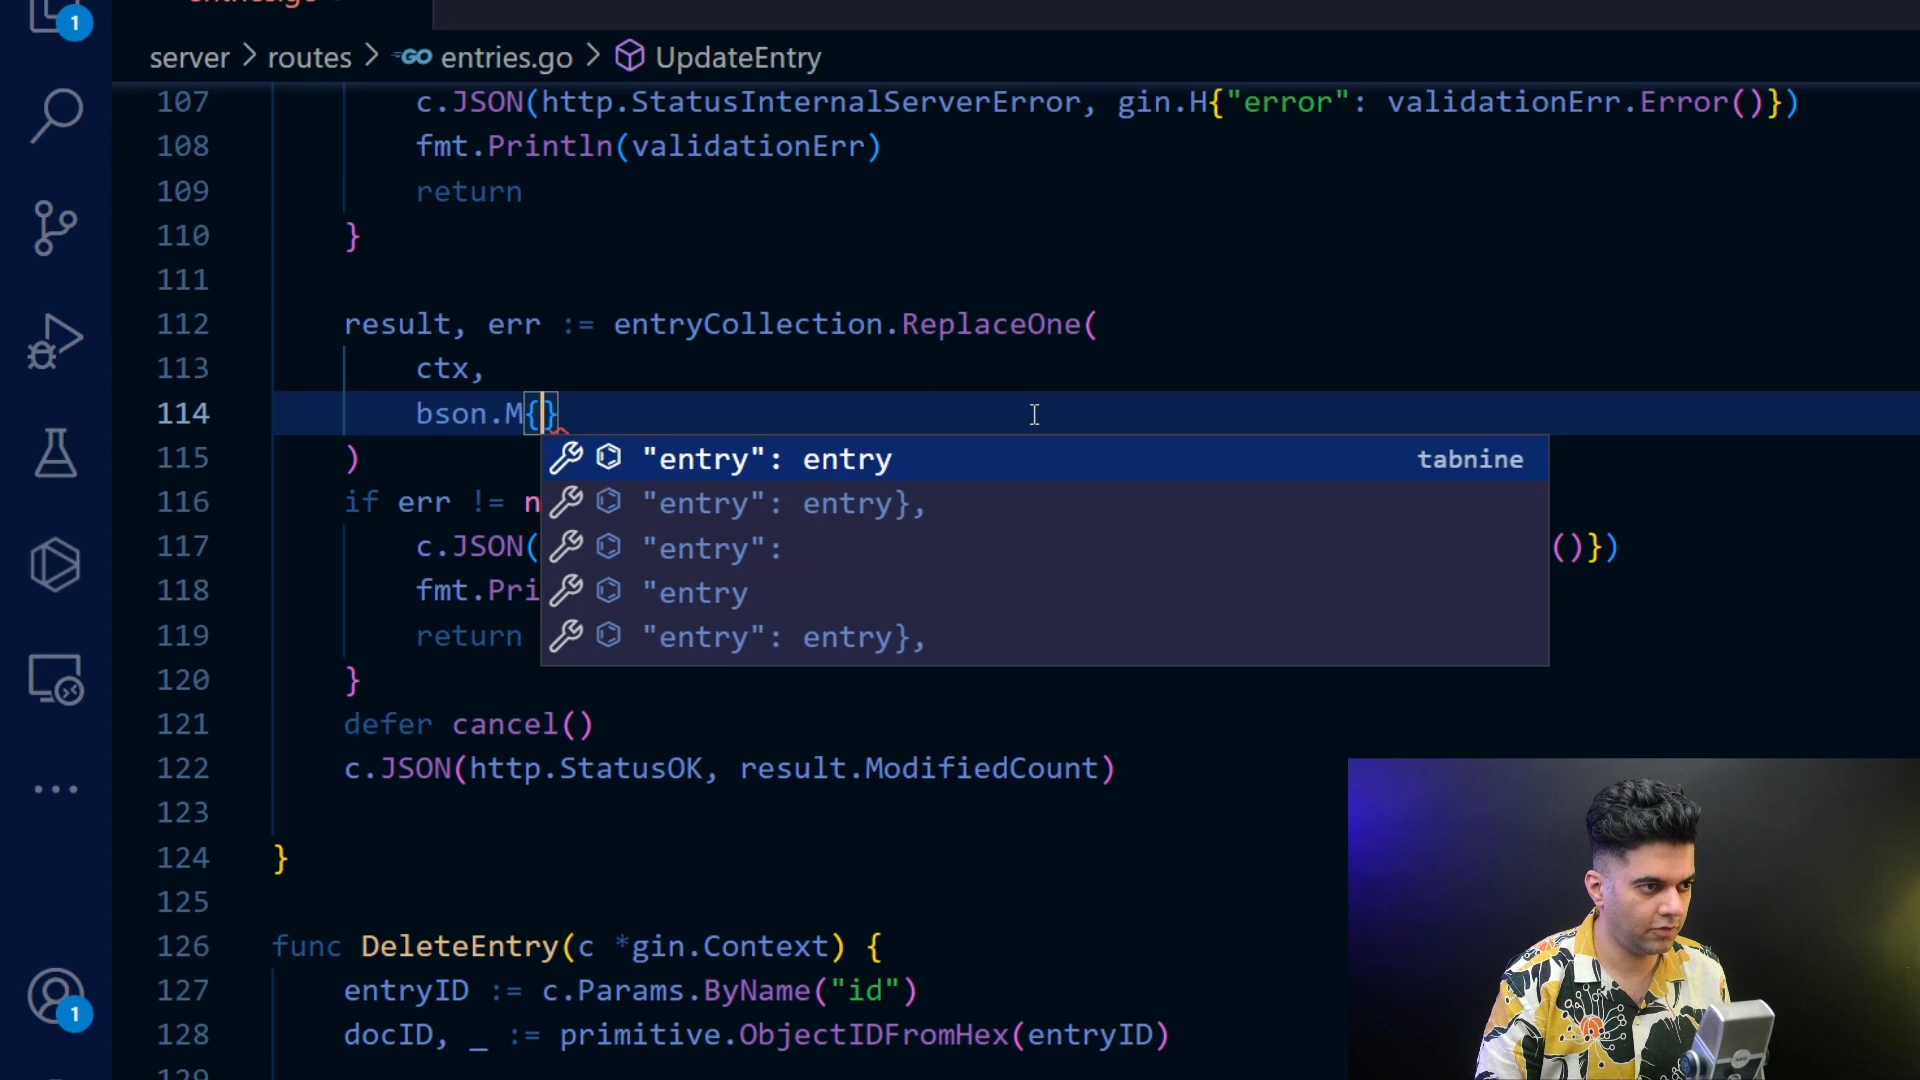 1
server > routes > GO entries.go > UpdateEntry
107 c.JSON(http.StatusInternalServerError, gin.H{"error": validationErr.Error()})
108 fmt.Println(validationErr)
109 return
110 }
111
112 result, err := entryCollection.ReplaceOne(
113 ctx,
114 bson.M{}
"entry": entry tabnine
115 )
"entry": entry},
116 if err != n
"entry":
117 c.JSON( ()})
"entry
118 fmt.Pri
"entry": entry},
119 return
120 }
121 defer cancel()
122 c.JSON(http.StatusOK, result.ModifiedCount)
123
124 }
125
126 func DeleteEntry(c *gin.Context) {
127 entryID := c.Params.ByName("id")
1
128 docID, _ := primitive.ObjectIDFromHex(entryID)